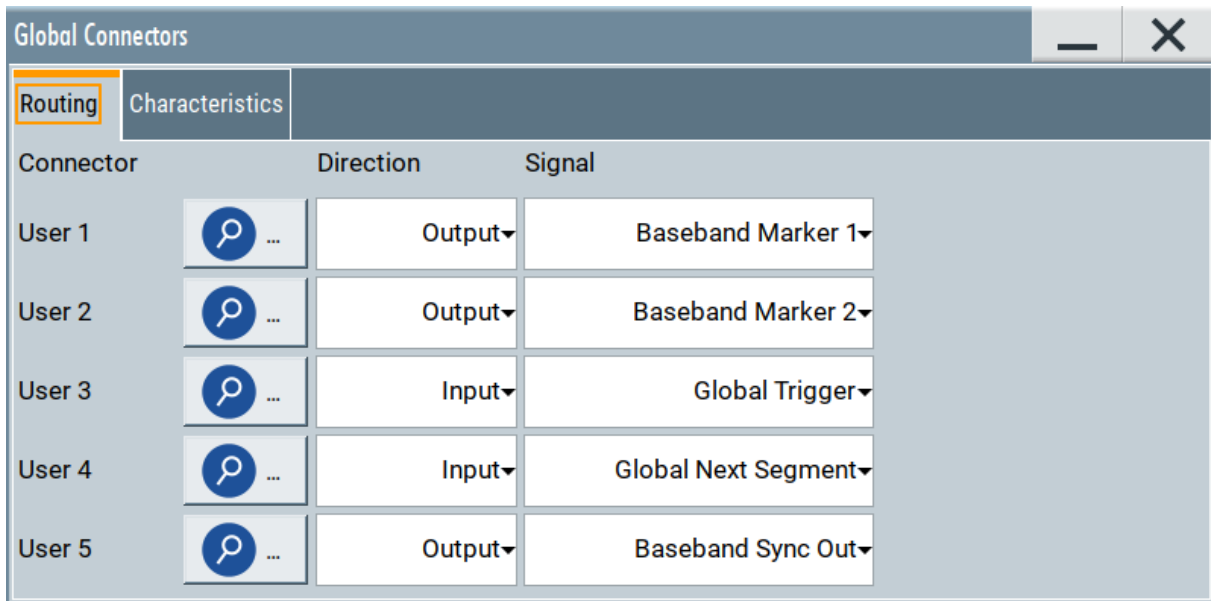 Global Connectors
Routing Characteristics
Connector Direction Signal
User 1 ... Output Baseband Marker 1
User 2 ... Output Baseband Marker 2
User 3 ... Input Global Trigger
User 4 ... Input Global Next Segment
User 5 ... Output Baseband Sync Out